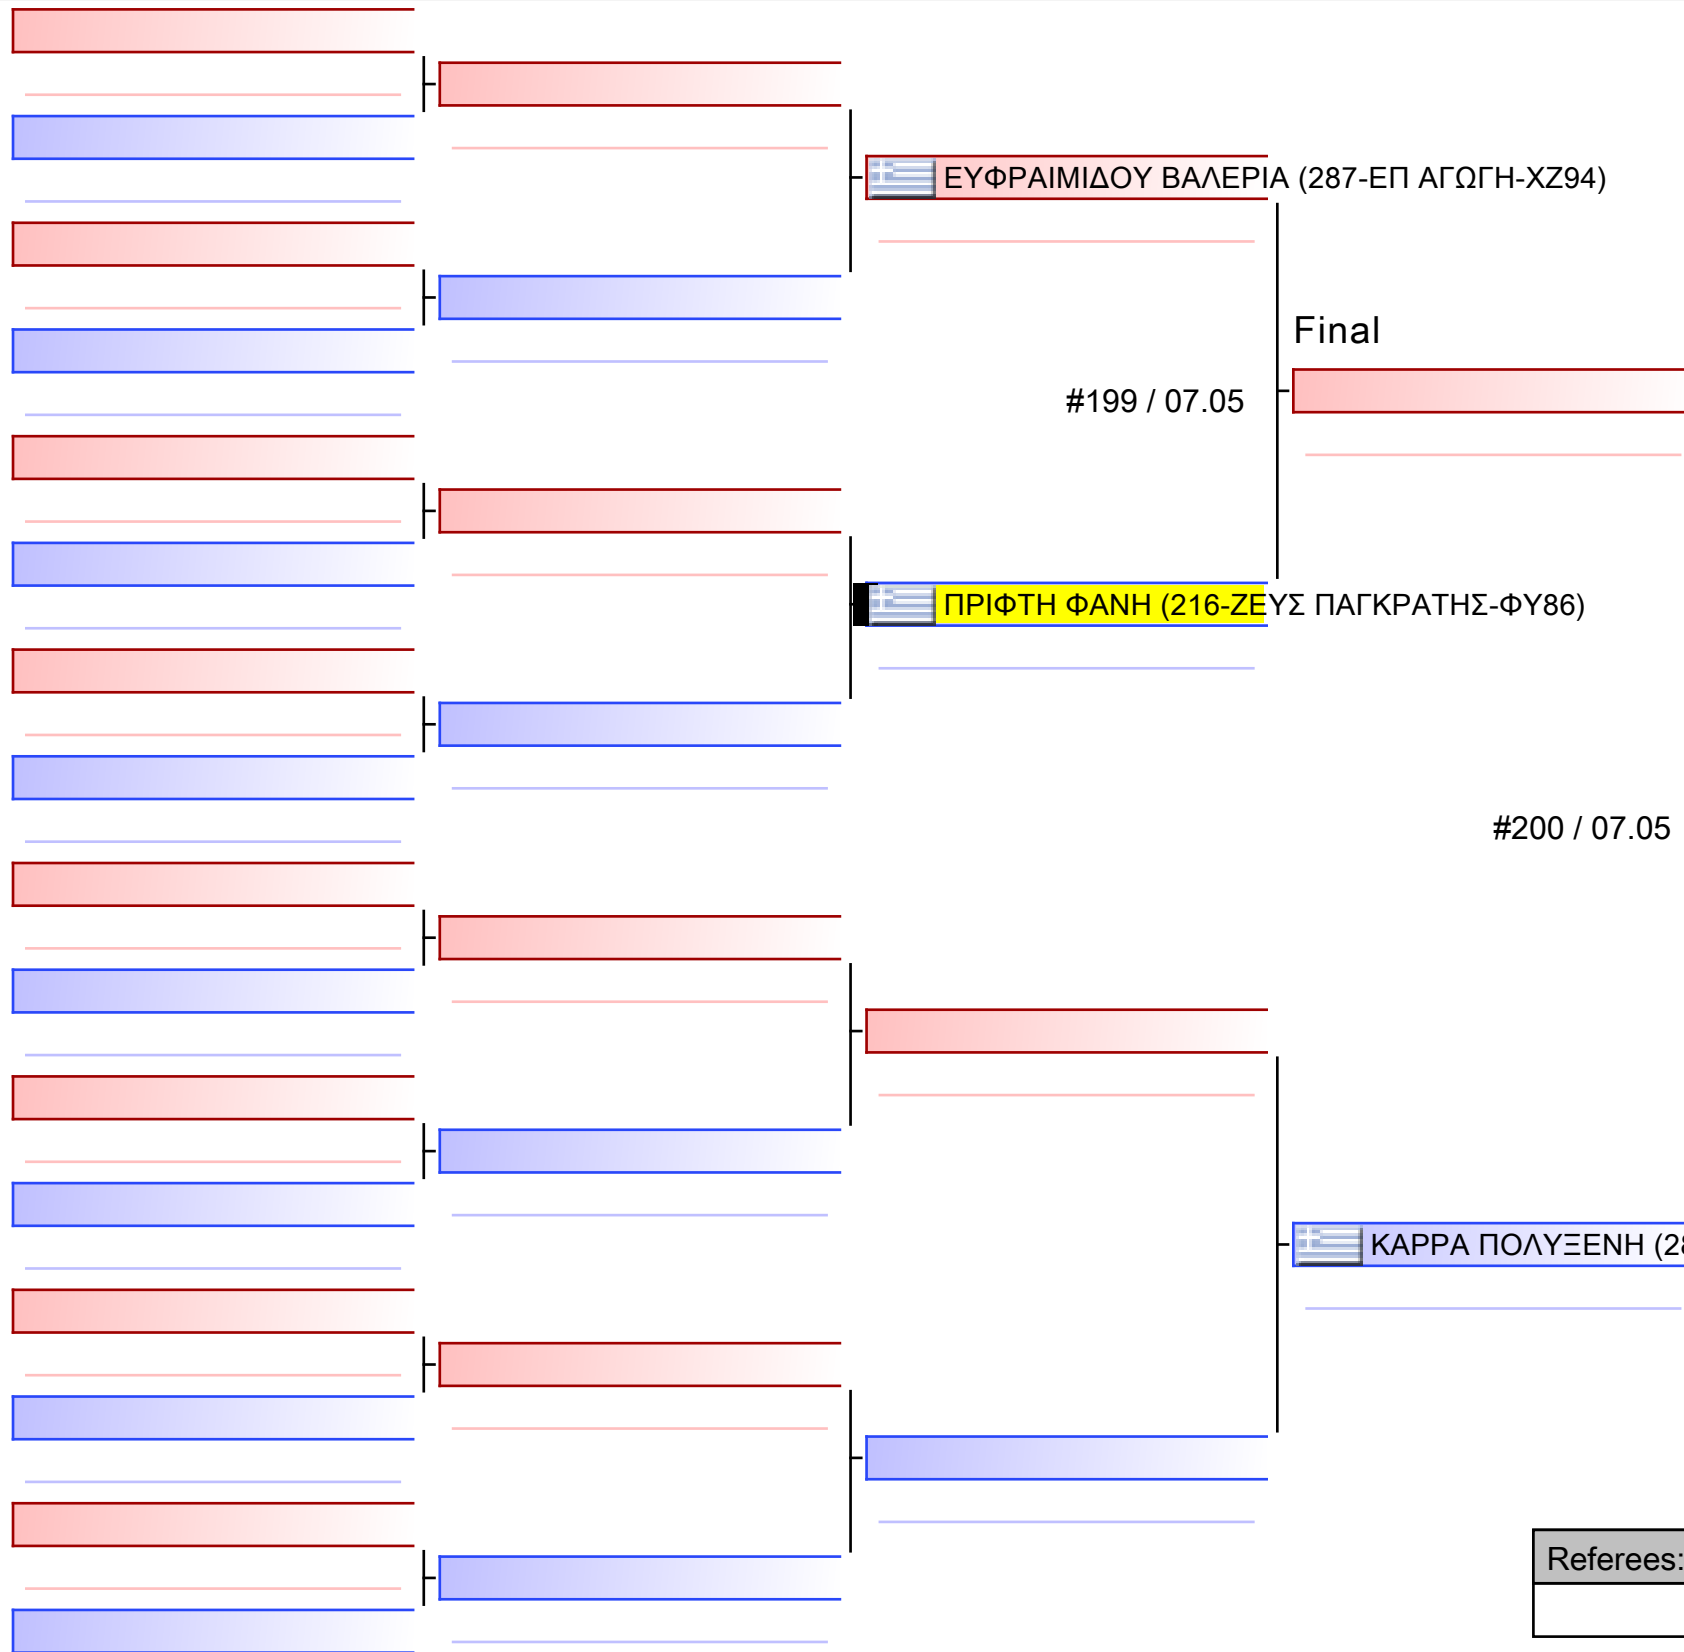 ΕΥΦΡΑΙΜΙΔΟΥ ΒΑΛΕΡΙΑ (287-ΕΠ ΑΓΩΓΗ-ΧΖ94)
Final
#199 / 07.05
ΠΡΙΦΤΗ ΦΑΝΗ (216-ΖΕΥΣ ΠΑΓΚΡΑΤΗΣ-ΦΥ86)
#200 / 07.05
ΚΑΡΡΑ ΠΟΛΥΞΕΝΗ (28
Referees: